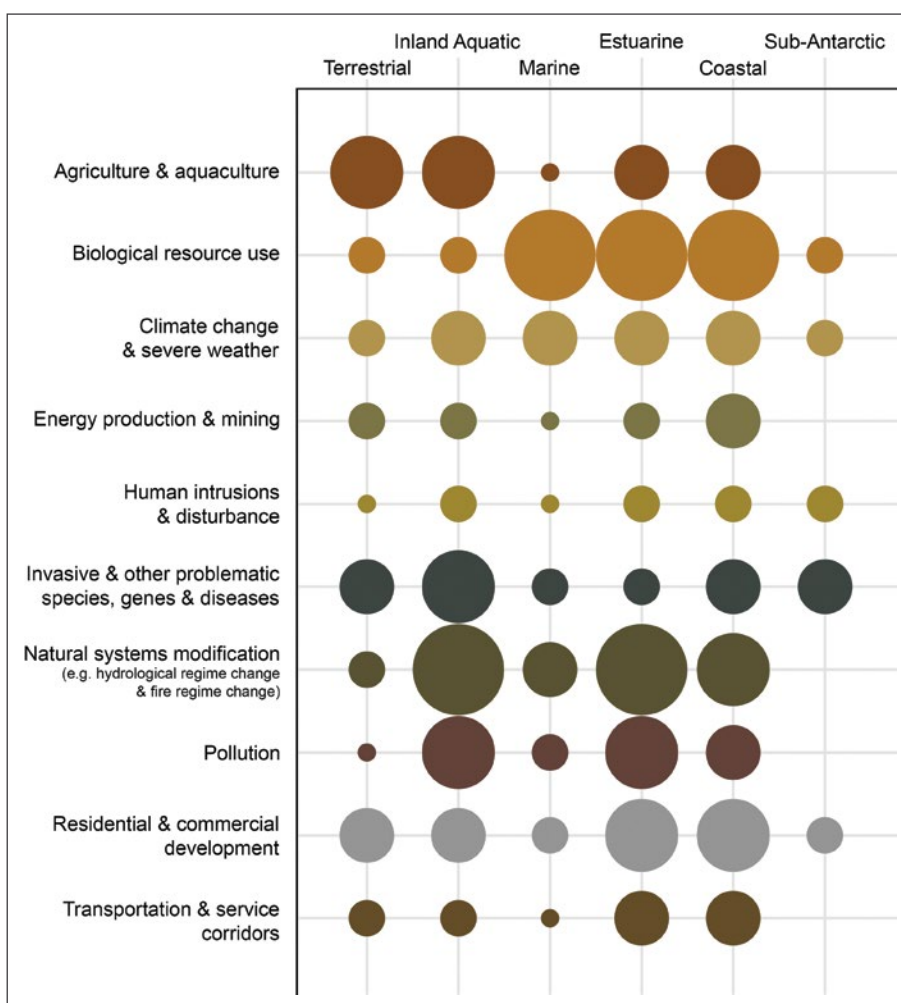 Inland Aquatic Estuarine Sub-Antarctic
Terrestrial Marine Coastal
Agriculture & aquaculture
Biological resource use
Climate change
& severe weather
Energy production & mining
Human intrusions
& disturbance
Invasive & other problematic
species, genes & diseases
Natural systems modification
(e.g. hydrological regime change
& fire regime change)
Pollution
Residential & commercial
development
Transportation & service
corridors